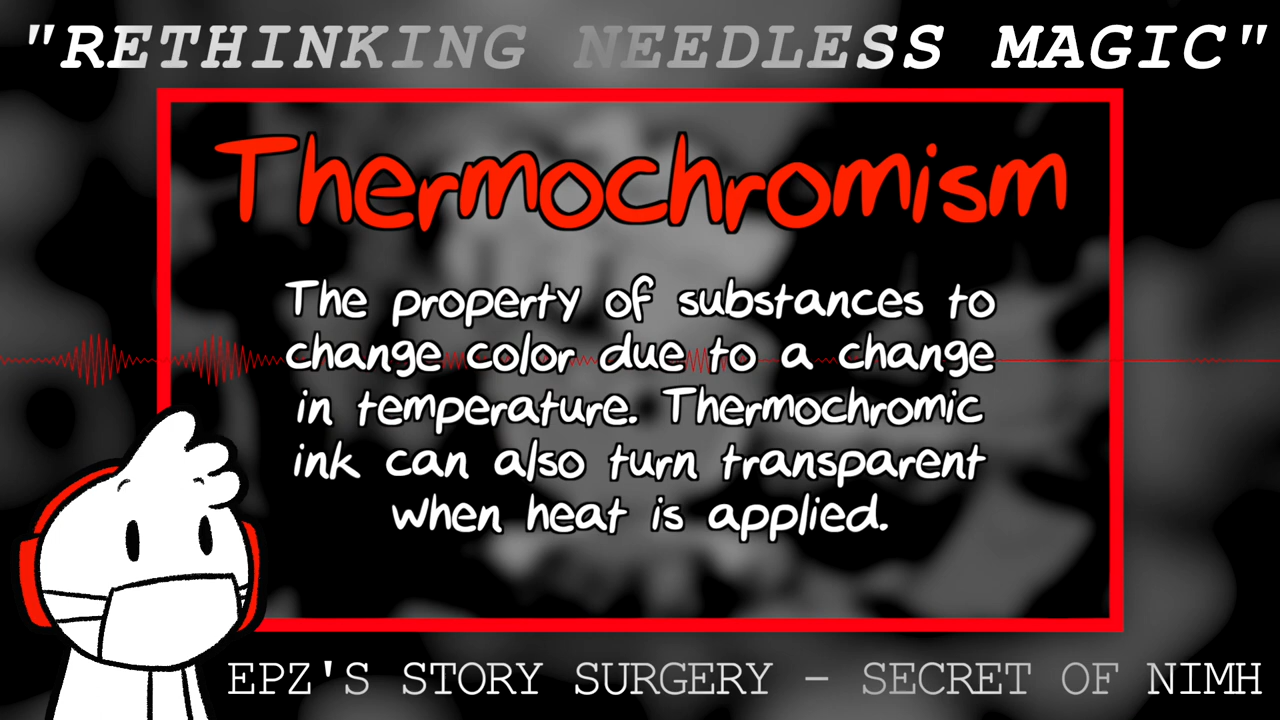 "RETHINKING NEEDLESS MAGIC"
Thermochromism
The property of substances to
change color due to a change
in temperature. Thermochromic
ink can also turn transparent
when heat is applied.
EPZ'S STORY SURGERY - SECRET OF NIMH